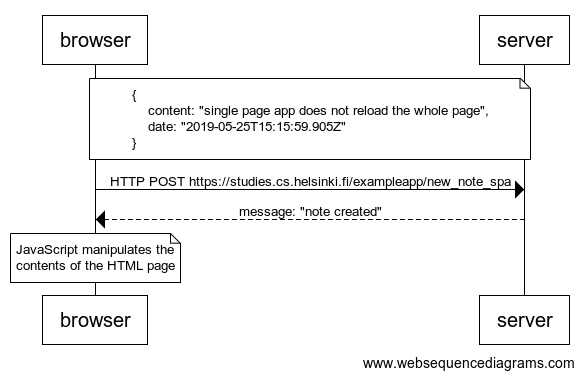 browser
server
{
content: "single page app does not reload the whole page",
date: "2019-05-25T15:15:59.905Z"
}
HTTP POST https://studies.cs.helsinki.fi/exampleapp/new_note_spa
message: "note created"
JavaScript manipulates the
contents of the HTML page
browser
server
www.websequencediagrams.com